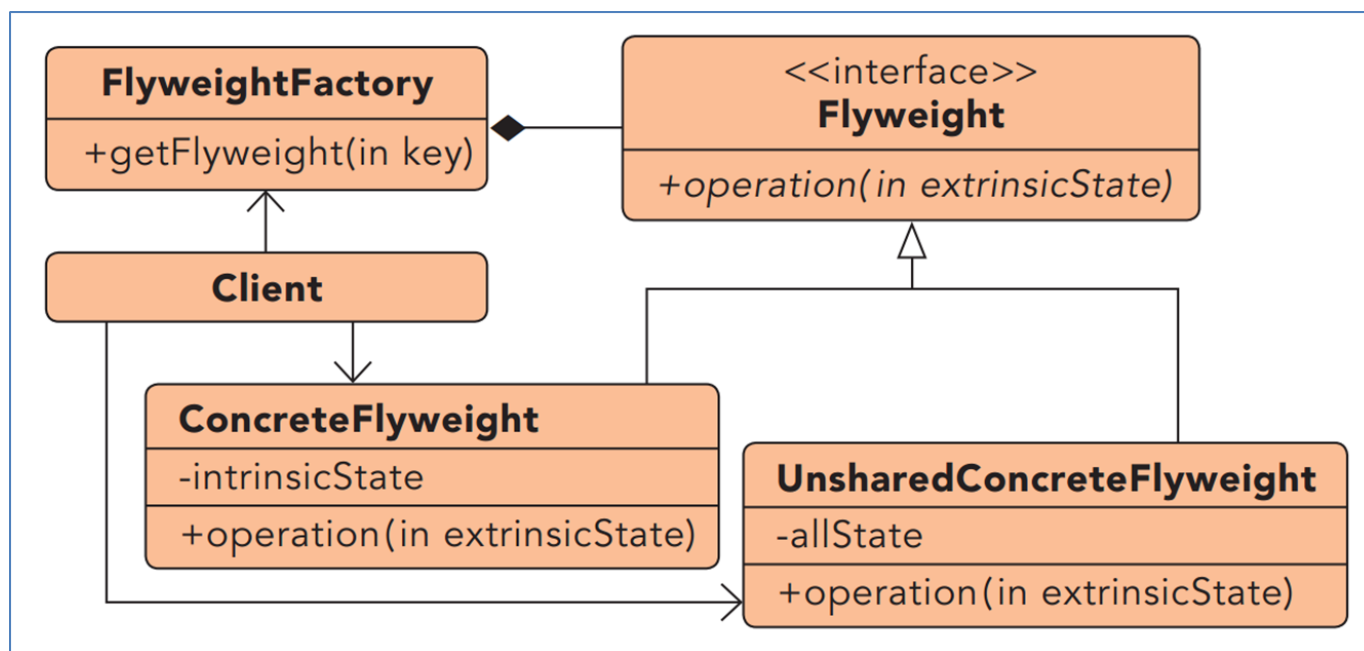 FlyweightFactory
+getFlyweight(in key)
<<interface>>
Flyweight
+operation(in extrinsicState)
Client
ConcreteFlyweight
-intrinsicState
+operation(in extrinsicState)
UnsharedConcreteFlyweight
-allState
+operation(in extrinsicState)